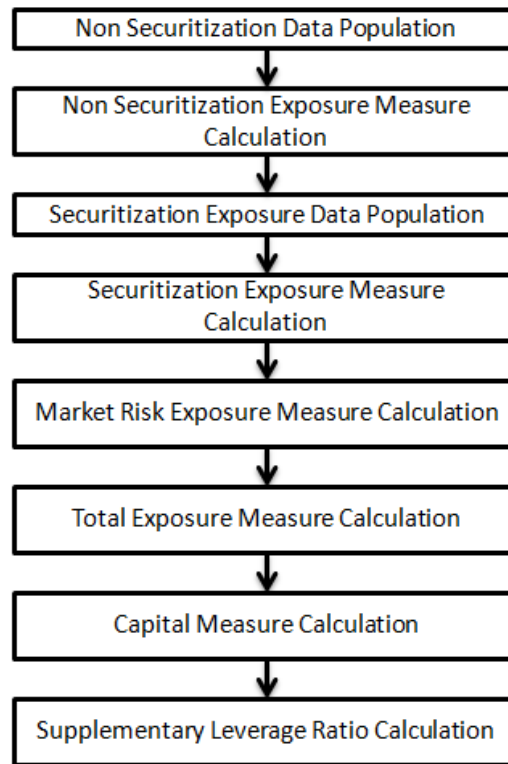 Non Securitization Data Population
Non Securitization Exposure Measure
Calculation
Securitization Exposure Data Population
Securitization Exposure Measure
Calculation
Market Risk Exposure Measure Calculation
Total Exposure Measure Calculation
Capital Measure Calculation
Supplementary Leverage Ratio Calculation